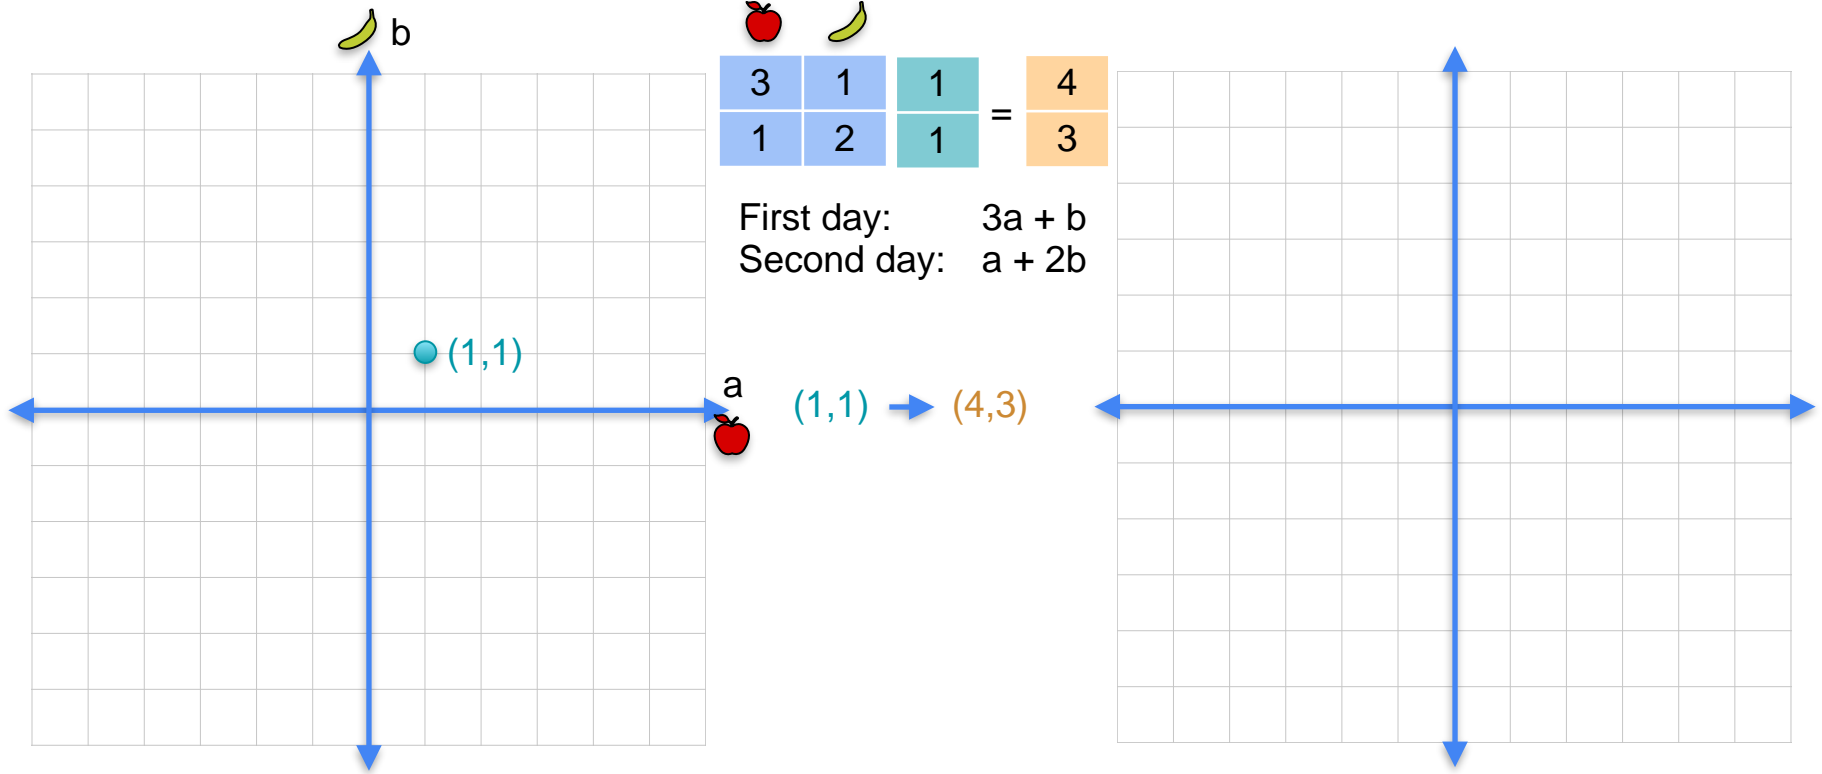 b
3 1 1 = 4
1 2 1 3
First day: 3a + b
Second day: a + 2b
(1,1)
a
(1,1) (4,3)